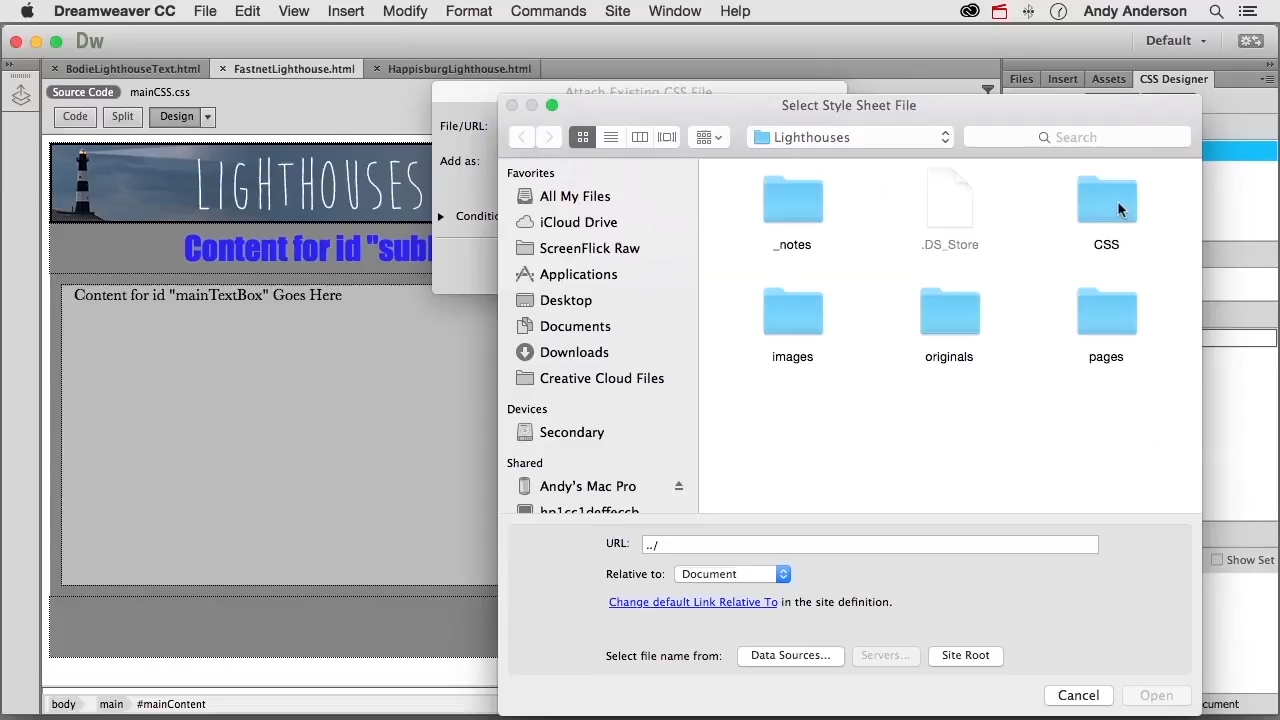 Dreamweaver CC File Edit View Insert Modify Format Commands Site Window Help Andy Anderson
Dw
Default
BodieLighthouseText.html
FastnetLighthouse.html
HappisburgLighthouse.html
Files
Insert
Assets
CSS Designer
Source Code
mainCSS.css
Code
Split
Design
Attach Existing CSS File
File/URL:
Add as:
Conditio
LIGHTHOUSES
Content for id "subl
Content for id "mainTextBox" Goes Here
Select Style Sheet File
Lighthouses
Search
Favorites
All My Files
iCloud Drive
ScreenFlick Raw
Applications
Desktop
Documents
Downloads
Creative Cloud Files
Devices
Secondary
Shared
Andy's Mac Pro
_notes
.DS_Store
CSS
images
originals
pages
URL:
../
Relative to:
Document
Change default Link Relative To in the site definition.
Select file name from:
Data Sources...
Servers...
Site Root
Cancel
Open
Show Set
body
main
#mainContent
cument